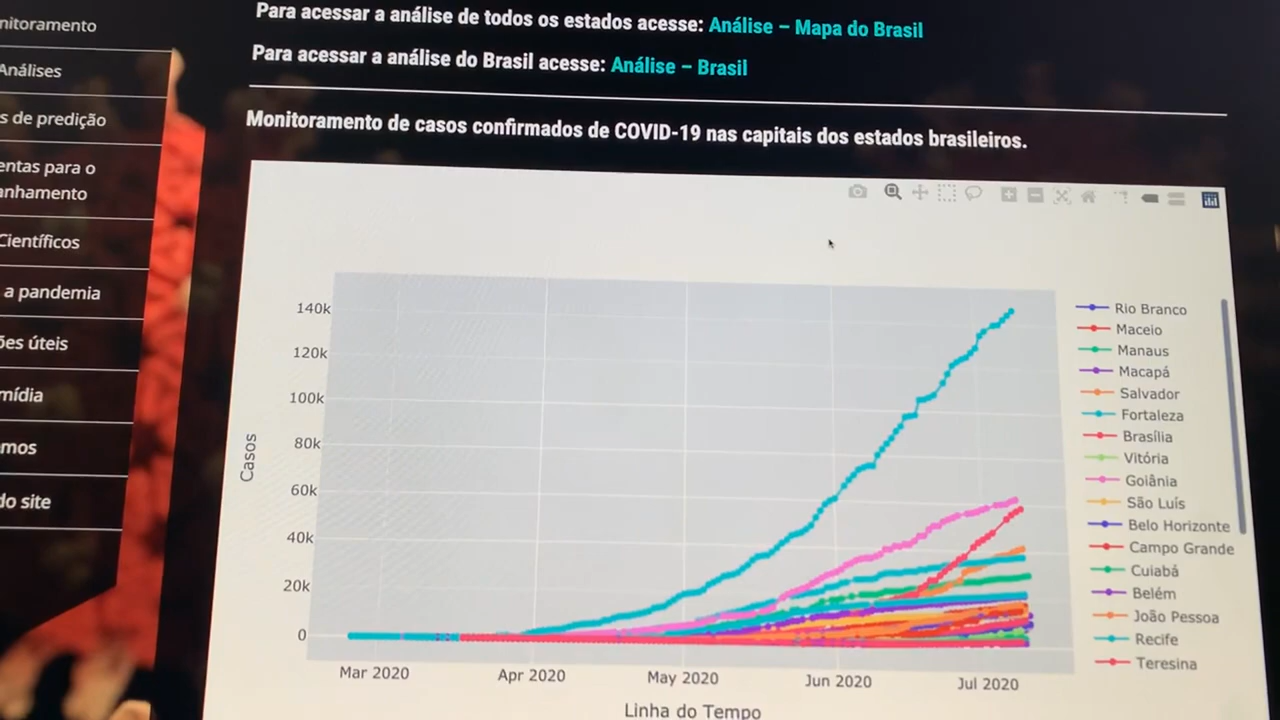 Para acessar a análise de todos os estados acesse: Análise – Mapa do Brasil
Para acessar a análise do Brasil acesse: Análise – Brasil
Monitoramento de casos confirmados de COVID-19 nas capitais dos estados brasileiros.
nitoramento
Análises
s de predição
entas para o
anhamento
Científicos
a pandemia
ões úteis
mídia
mos
do site
140k
120k
100k
80k
60k
40k
20k
0
Casos
Mar 2020
Apr 2020
May 2020
Jun 2020
Jul 2020
Linha do Tempo
Rio Branco
Maceio
Manaus
Macapá
Salvador
Fortaleza
Brasília
Vitória
Goiânia
São Luís
Belo Horizonte
Campo Grande
Cuiabá
Belém
João Pessoa
Recife
Teresina